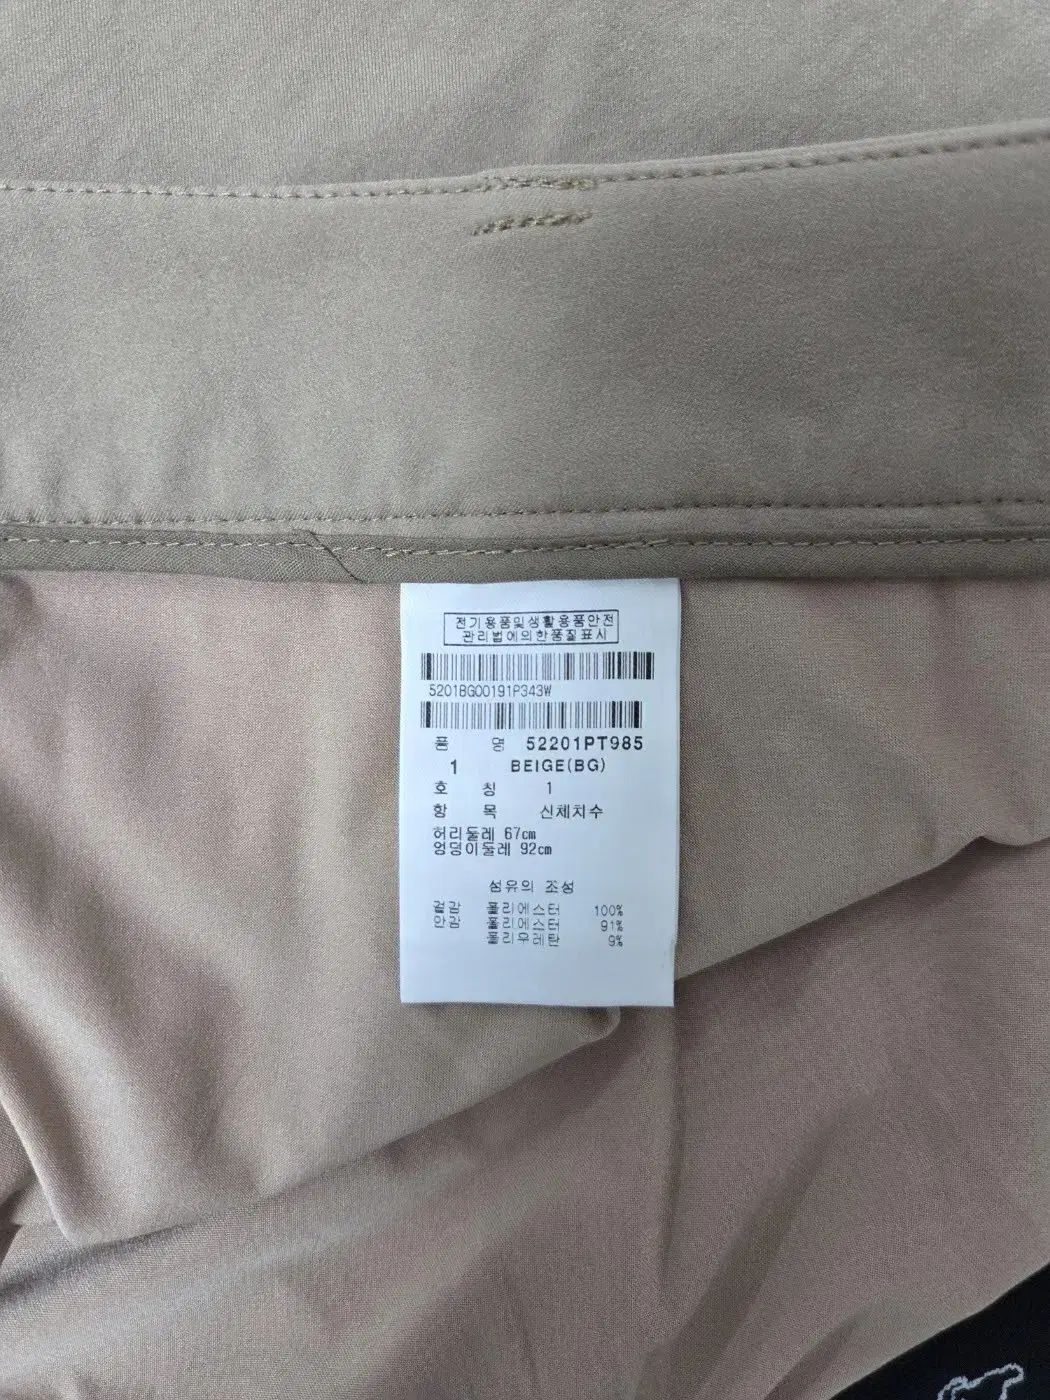 전기용품및생활용품안전
관리법에의한품질표시
5201BG00191P343W
품 명 52201PT985
1 BEIGE(BG)
호 칭 1
항 목 신체치수
허리둘레 67cm
엉덩이둘레 92cm
섬유의 조성
겉감 폴리에스터 100%
안감 폴리에스터 91%
폴리우레탄 9%